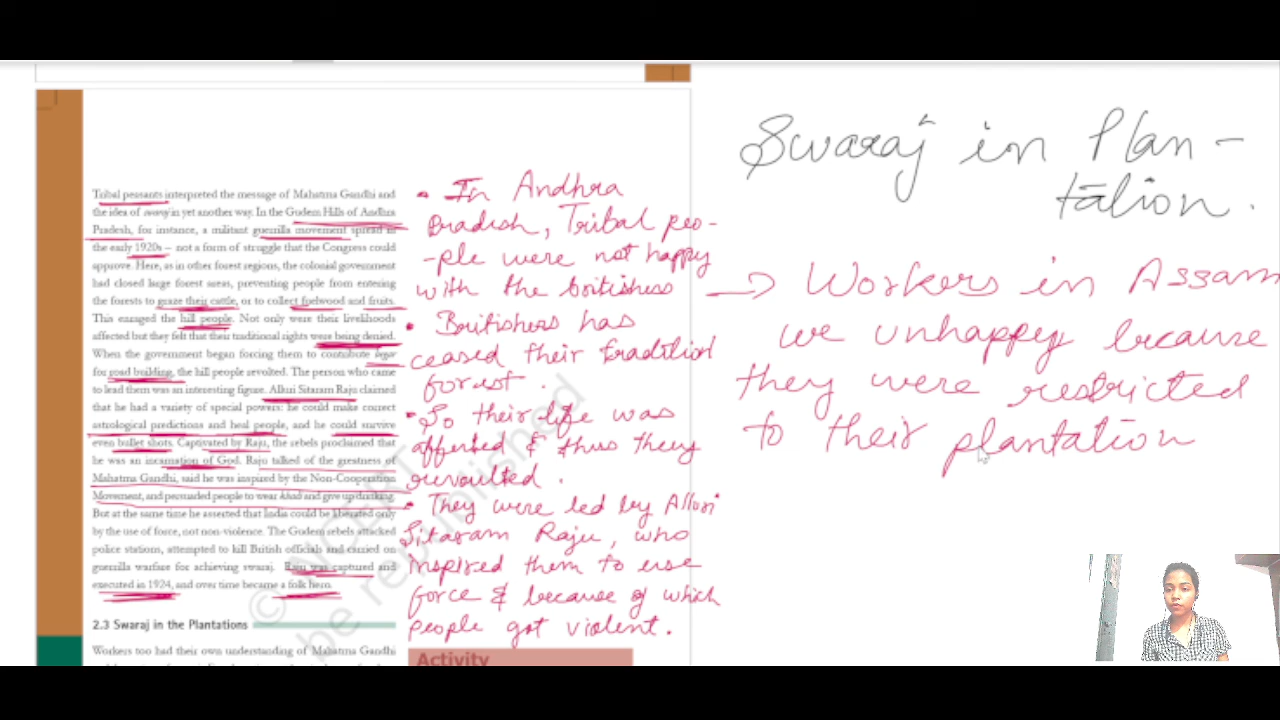 Tribal peasants interpreted the message of Mahatma Gandhi and
the idea of swaraj in yet another way. In the Gudem Hills of Andhra
Pradesh, for instance, a militant guerrilla movement spread in
the early 1920s – not a form of struggle that the Congress could
approve. Here, as in other forest regions, the colonial government
had closed large forest areas, preventing people from entering
the forests to graze their cattle, or to collect fuelwood and fruits.
This enraged the hill people. Not only were their livelihoods
affected but they felt that their traditional rights were being denied.
When the government began forcing them to contribute begar
for road building, the hill people revolted. The person who came
to lead them was an interesting figure. Alluri Sitaram Raju claimed
that he had a variety of special powers: he could make correct
astrological predictions and heal people, and he could survive
even bullet shots. Captivated by Raju, the rebels proclaimed that
he was an incarnation of God. Raju talked of the greatness of
Mahatma Gandhi, said he was inspired by the Non-Cooperation
Movement, and persuaded people to wear khadi and give up drinking.
But at the same time he asserted that India could be liberated only
by the use of force, not non-violence. The Gudem rebels attacked
police stations, attempted to kill British officials and carried on
guerrilla warfare for achieving swaraj. Raju was captured and
executed in 1924, and over time became a folk hero.
2.3 Swaraj in the Plantations
Workers too had their own understanding of Mahatma Gandhi
• In Andhra
Pradesh, Tribal peo-
-ple were not happy
with the britishers
• Britishers has
ceased their tradition
forest.
• So their life was
affected & thus they
revaulted.
• They were led by Alluri
Sitaram Raju, who
inspired them to use
force & because of which
people got violent.
Activity
© NCERT
be republished
Swaraj in Plan-
tation.
→ Workers in Assam
we unhappy because
they were restricted
to their plantation